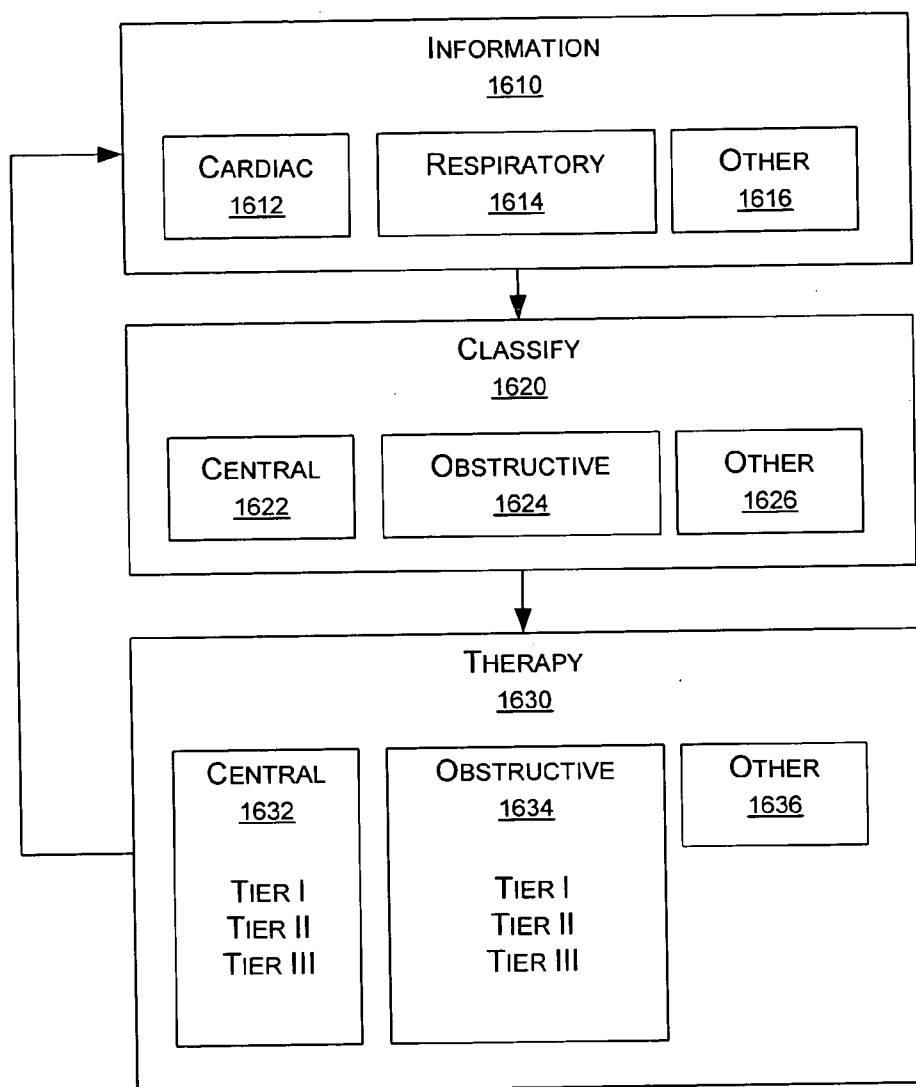 INFORMATION
1610
CARDIAC
1612
RESPIRATORY
1614
OTHER
1616
CLASSIFY
1620
CENTRAL
1622
OBSTRUCTIVE
1624
OTHER
1626
THERAPY
1630
CENTRAL
1632
TIER I
TIER II
TIER III
OBSTRUCTIVE
1634
TIER I
TIER II
TIER III
OTHER
1636